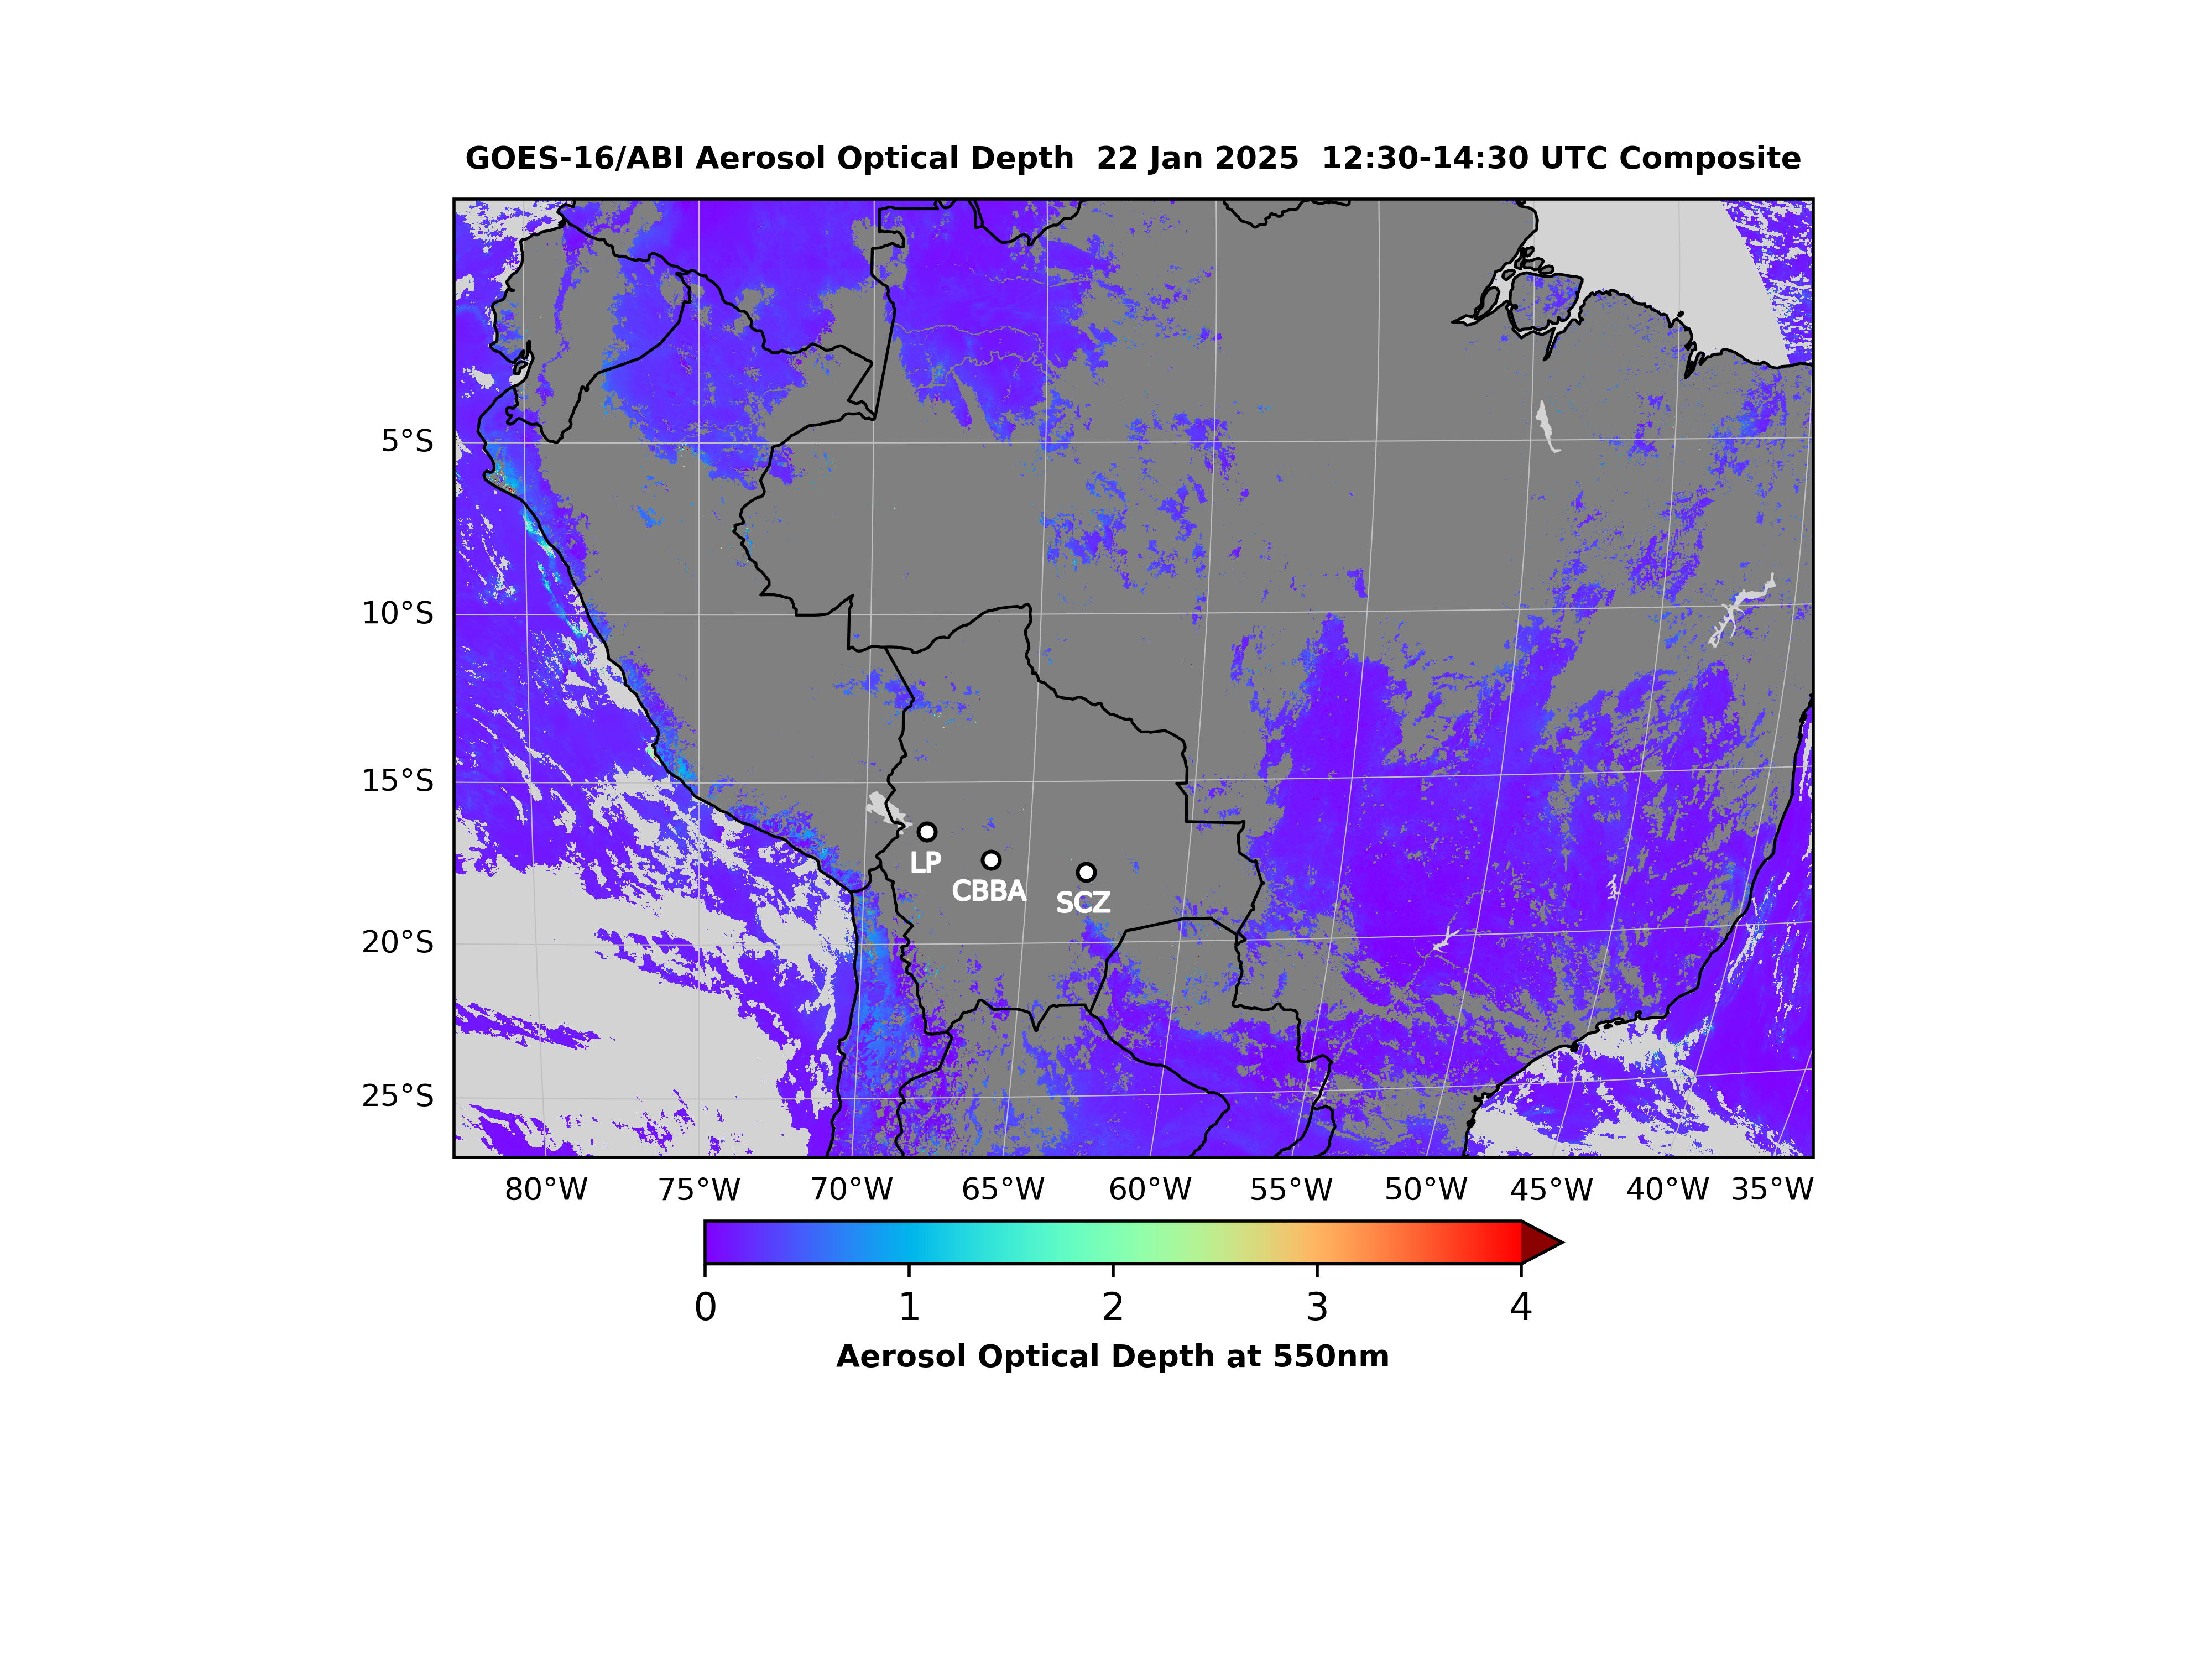 GOES-16/ABI Aerosol Optical Depth  22 Jan 2025  12:30-14:30 UTC Composite
5°S
10°S
15°S
LP
CBBA
SCZ
20°S
25°S
80°W 75°W 70°W 65°W 60°W 55°W 50°W 45°W 40°W 35°W
0 1 2 3 4
Aerosol Optical Depth at 550nm